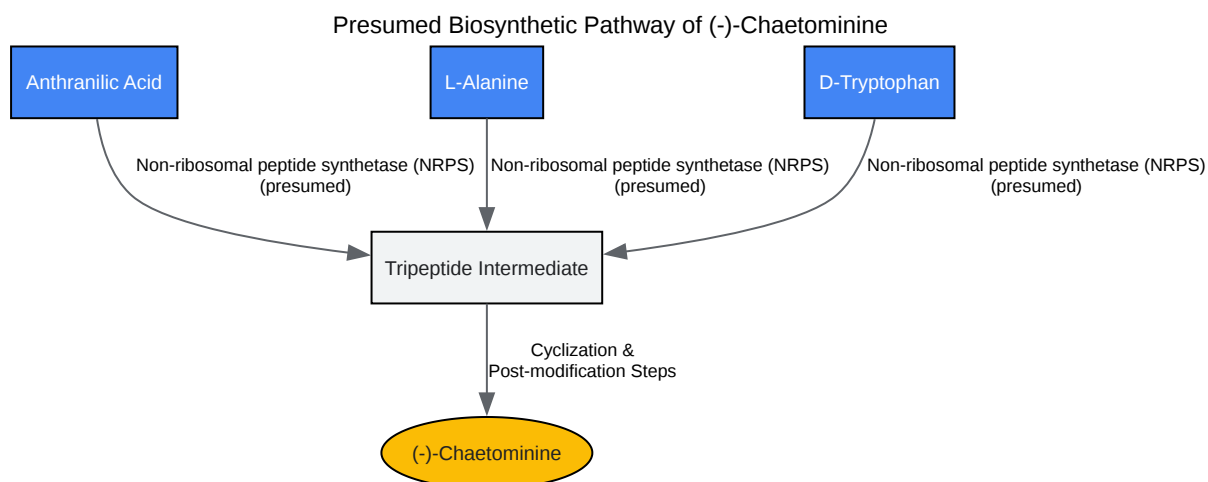 Presumed Biosynthetic Pathway of (-)-Chaetominine
Anthranilic Acid
L-Alanine
D-Tryptophan
Non-ribosomal peptide synthetase (NRPS)
(presumed)
Non-ribosomal peptide synthetase (NRPS)
(presumed)
Non-ribosomal peptide synthetase (NRPS)
(presumed)
Tripeptide Intermediate
Cyclization &
Post-modification Steps
(-)-Chaetominine